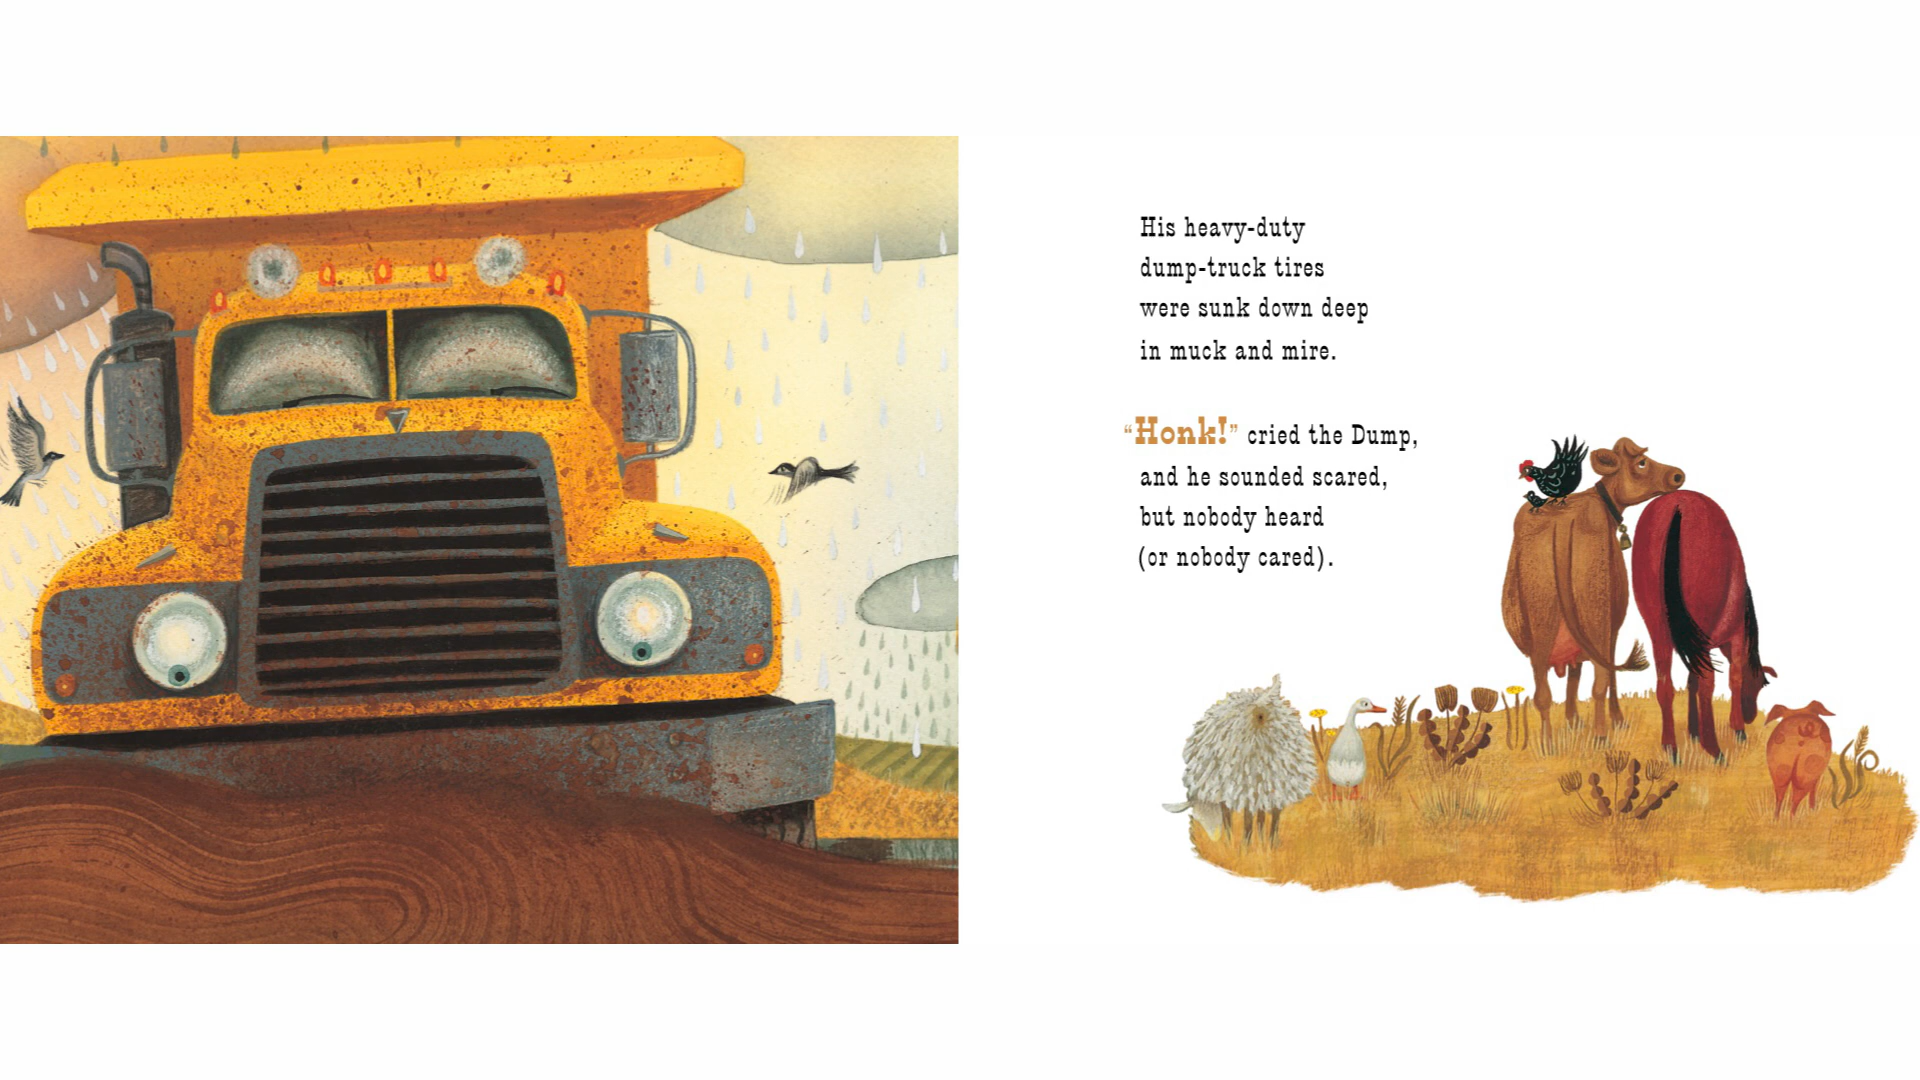 His heavy-duty
dump-truck tires
were sunk down deep
in muck and mire.
“Honk!” cried the Dump,
and he sounded scared,
but nobody heard
(or nobody cared).